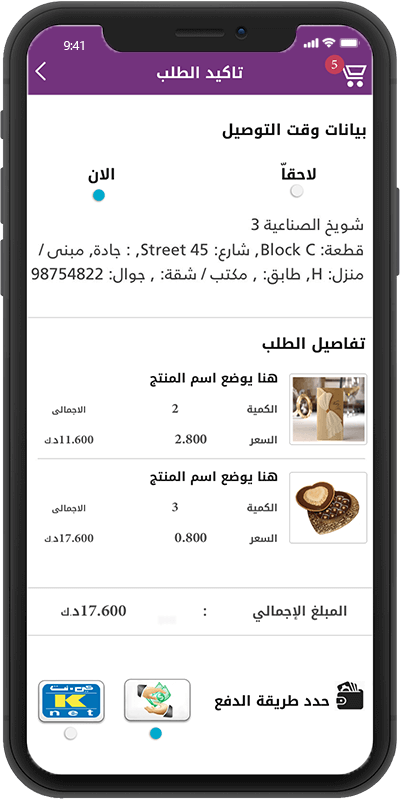 9:41
تاكيد الطلب
5
بيانات وقت التوصيل
لاحقاً
الان
شويخ الصناعية 3
قطعة: Block C, شارع: Street 45, : جادة, مبنى /
منزل: H, طابق: , مكتب / شقة: , جوال: 98754822
تفاصيل الطلب
هنا يوضع اسم المنتج
الكمية 2 الاجمالى
السعر 2.800 11.600د.ك
هنا يوضع اسم المنتج
الكمية 3 الاجمالى
السعر 0.800 17.600د.ك
المبلغ الإجمالي : 17.600د.ك
حدد طريقة الدفع
كي نت
K
net